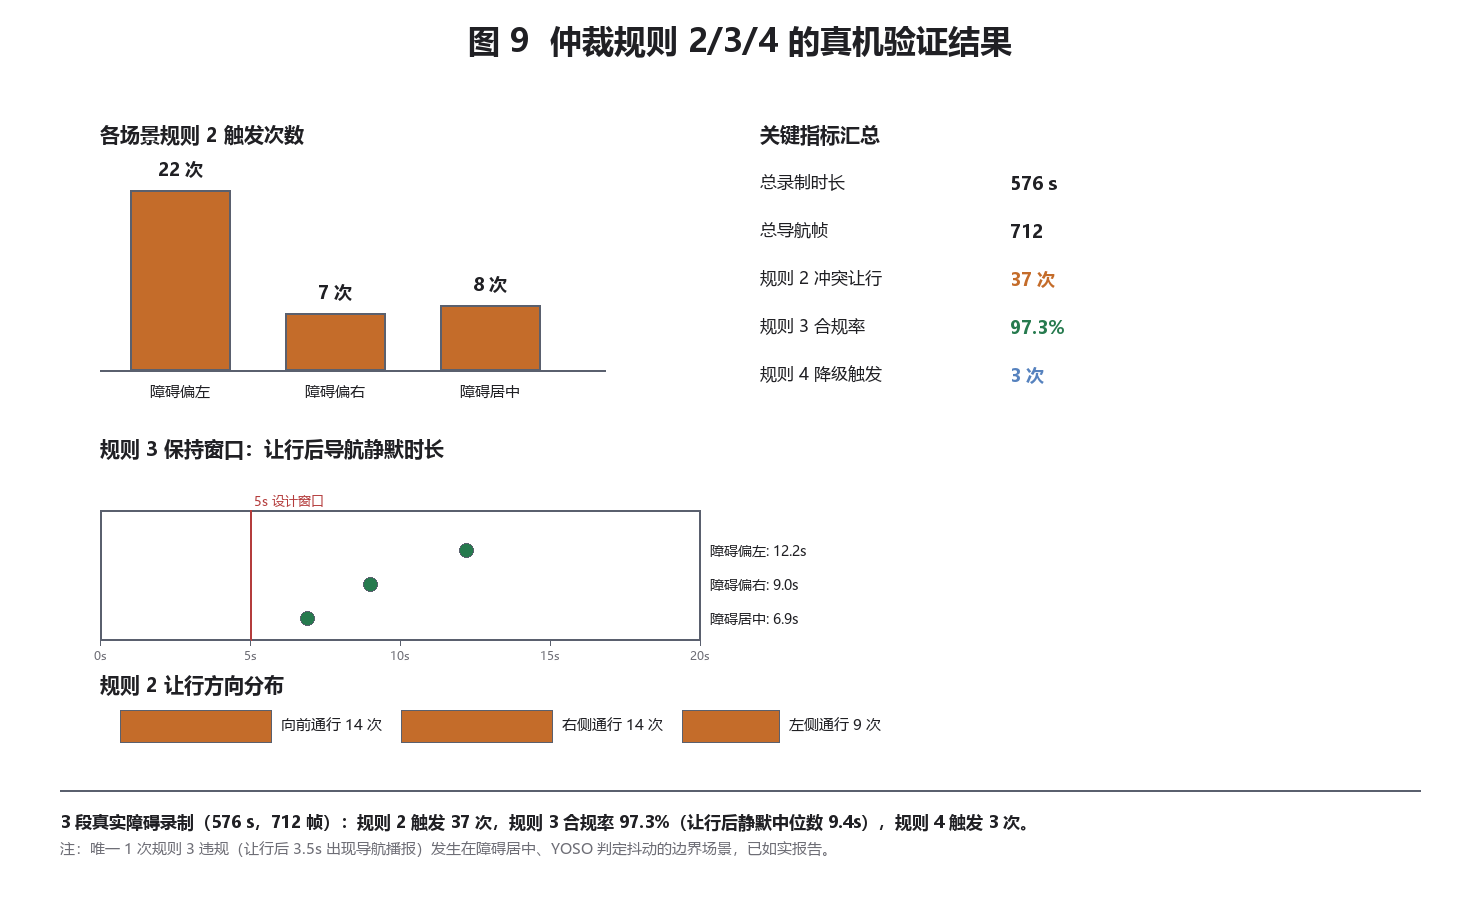 图 9 仲裁规则 2/3/4 的真机验证结果
各场景规则 2 触发次数
22 次
7 次
8 次
障碍偏左
障碍偏右
障碍居中
关键指标汇总
总录制时长 576 s
总导航帧 712
规则 2 冲突让行 37 次
规则 3 合规率 97.3%
规则 4 降级触发 3 次
规则 3 保持窗口：让行后导航静默时长
5s 设计窗口
障碍偏左: 12.2s
障碍偏右: 9.0s
障碍居中: 6.9s
0s 5s 10s 15s 20s
规则 2 让行方向分布
向前通行 14 次 右侧通行 14 次 左侧通行 9 次
3 段真实障碍录制（576 s，712 帧）：规则 2 触发 37 次，规则 3 合规率 97.3%（让行后静默中位数 9.4s），规则 4 触发 3 次。
注：唯一 1 次规则 3 违规（让行后 3.5s 出现导航播报）发生在障碍居中、YOSO 判定抖动的边界场景，已如实报告。